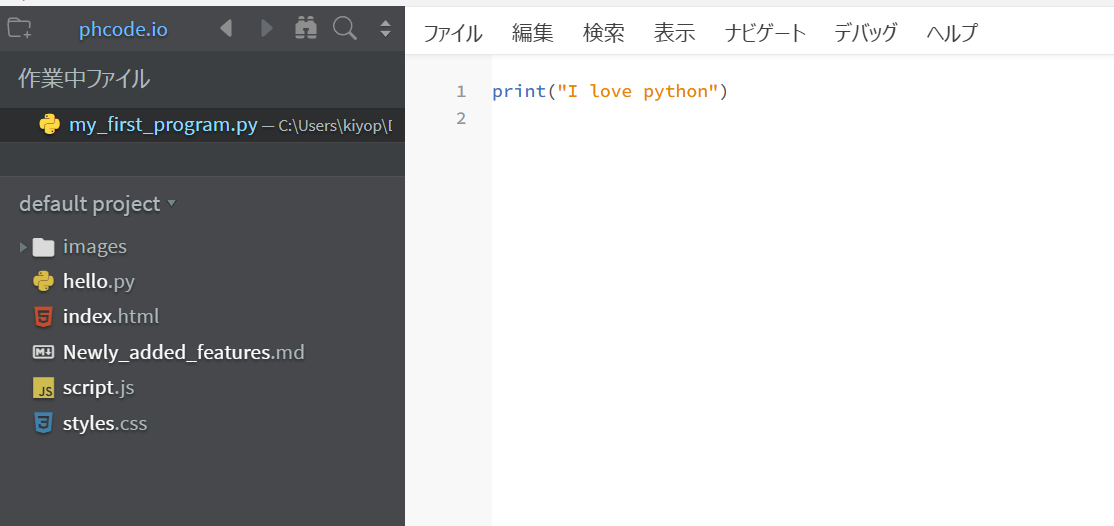 phcode.io
ファイル 編集 検索 表示 ナビゲート デバッグ ヘルプ
作業中ファイル
my_first_program.py — C:\Users\kiyop\
default project
images
hello.py
index.html
Newly_added_features.md
JS script.js
styles.css
1 print("I love python")
2